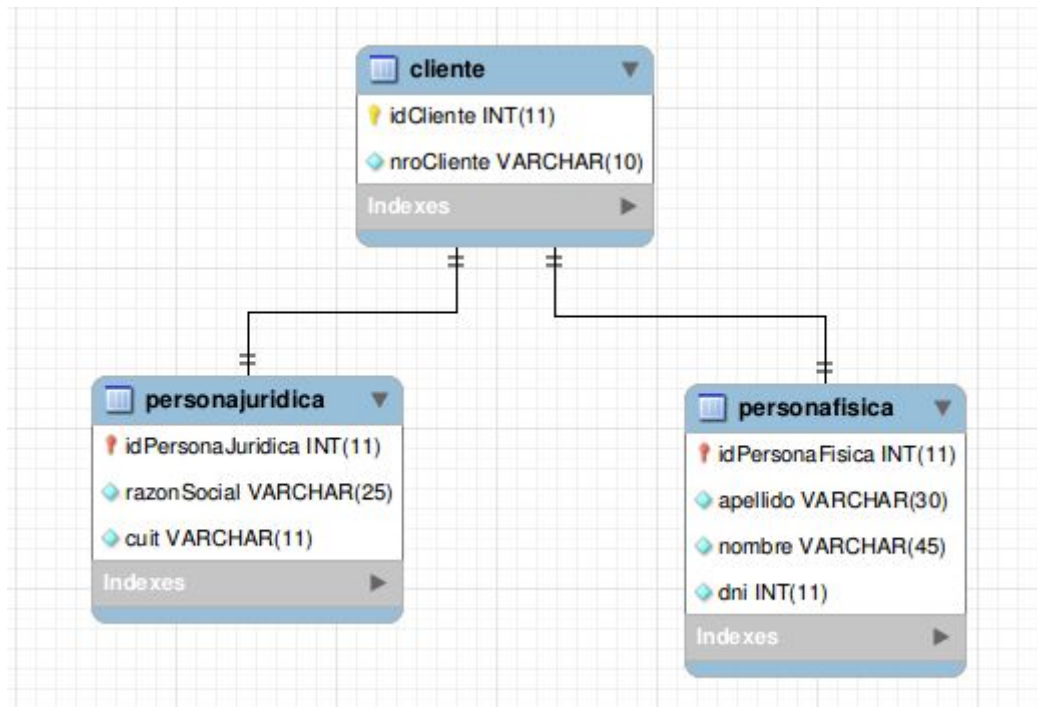 cliente
idCliente INT(11)
nroCliente VARCHAR(10)
Indexes
personajuridica
idPersonaJuridica INT(11)
razonSocial VARCHAR(25)
cuit VARCHAR(11)
Indexes
personafisica
idPersonaFisica INT(11)
apellido VARCHAR(30)
nombre VARCHAR(45)
dni INT(11)
Indexes